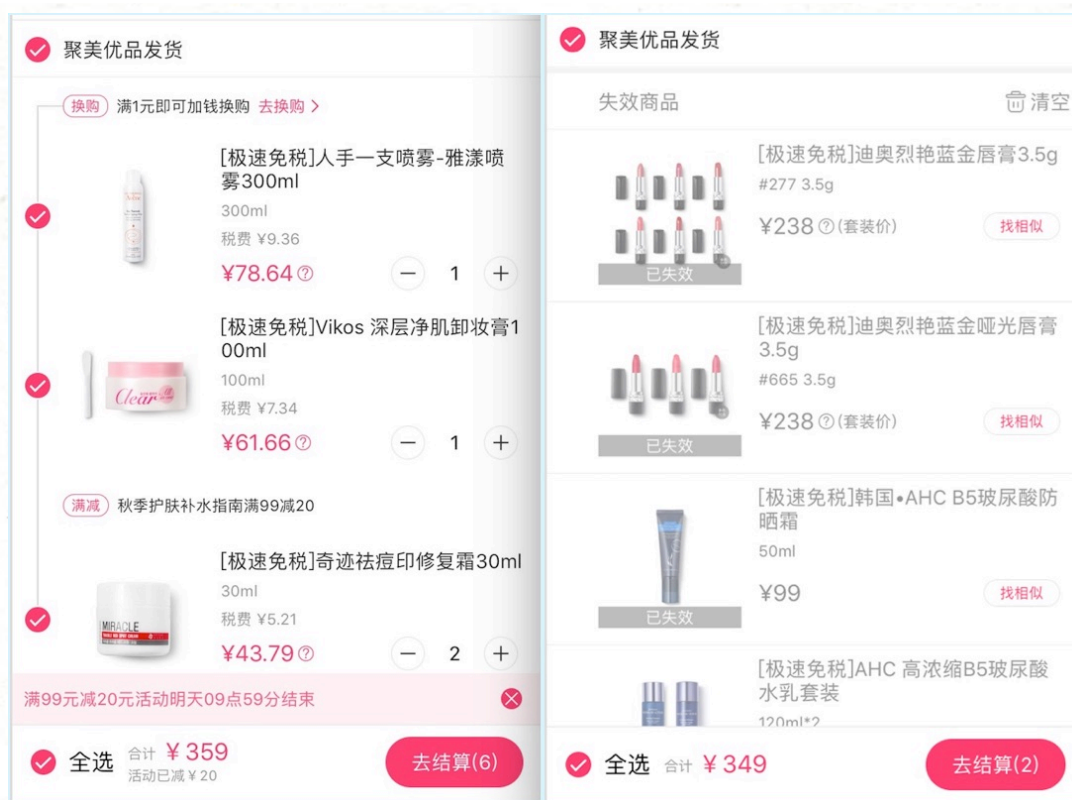 聚美优品发货
换购 满1元即可加钱换购 去换购
[极速免税]人手一支喷雾-雅漾喷
雾300ml
300ml
税费 ¥9.36
¥78.64
1
[极速免税]Vikos 深层净肌卸妆膏1
00ml
Clear
100ml
税费 ¥7.34
¥61.66
1
满减 秋季护肤补水指南满99减20
[极速免税]奇迹祛痘印修复霜30ml
30ml
税费 ¥5.21
MIRACLE
¥43.79
2
满99元减20元活动明天09点59分结束
全选
合计 ¥359
活动已减¥20
去结算(6)
聚美优品发货
失效商品
清空
[极速免税]迪奥烈艳蓝金唇膏3.5g
#277 3.5g
¥238 (套装价)
找相似
已失效
[极速免税]迪奥烈艳蓝金哑光唇膏
3.5g
#665 3.5g
¥238 (套装价)
找相似
已失效
[极速免税]韩国•AHC B5玻尿酸防
晒霜
50ml
¥99
找相似
已失效
[极速免税]AHC 高浓缩B5玻尿酸
水乳套装
120ml*2
全选 合计 ¥349
去结算(2)